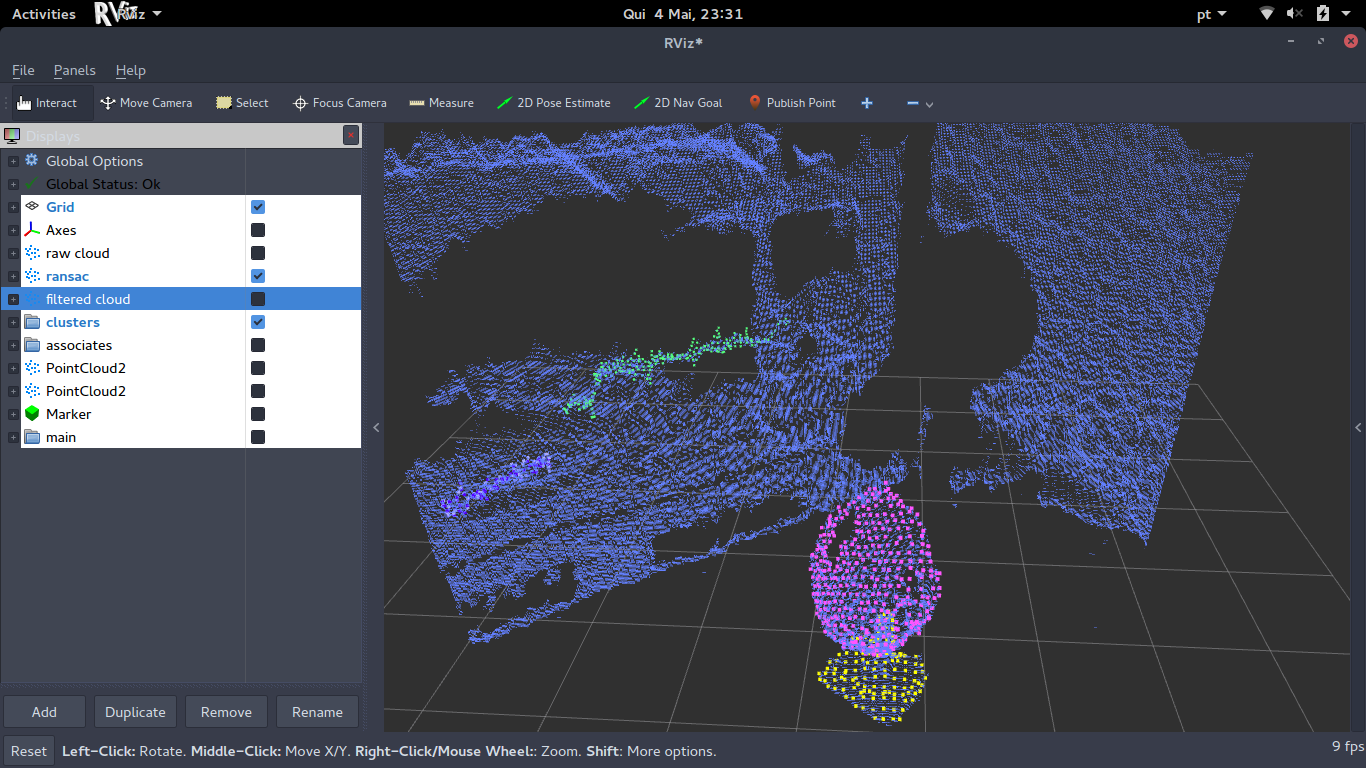 Activities RViz Qui 4 Mai, 23:31 pt
RViz*
File Panels Help
Interact Move Camera Select Focus Camera Measure 2D Pose Estimate 2D Nav Goal Publish Point
Displays
Global Options
Global Status: Ok
Grid
Axes
raw cloud
ransac
filtered cloud
clusters
associates
PointCloud2
PointCloud2
Marker
main
Add Duplicate Remove Rename
Reset Left-Click: Rotate. Middle-Click: Move X/Y. Right-Click/Mouse Wheel:: Zoom. Shift: More options. 9 fps